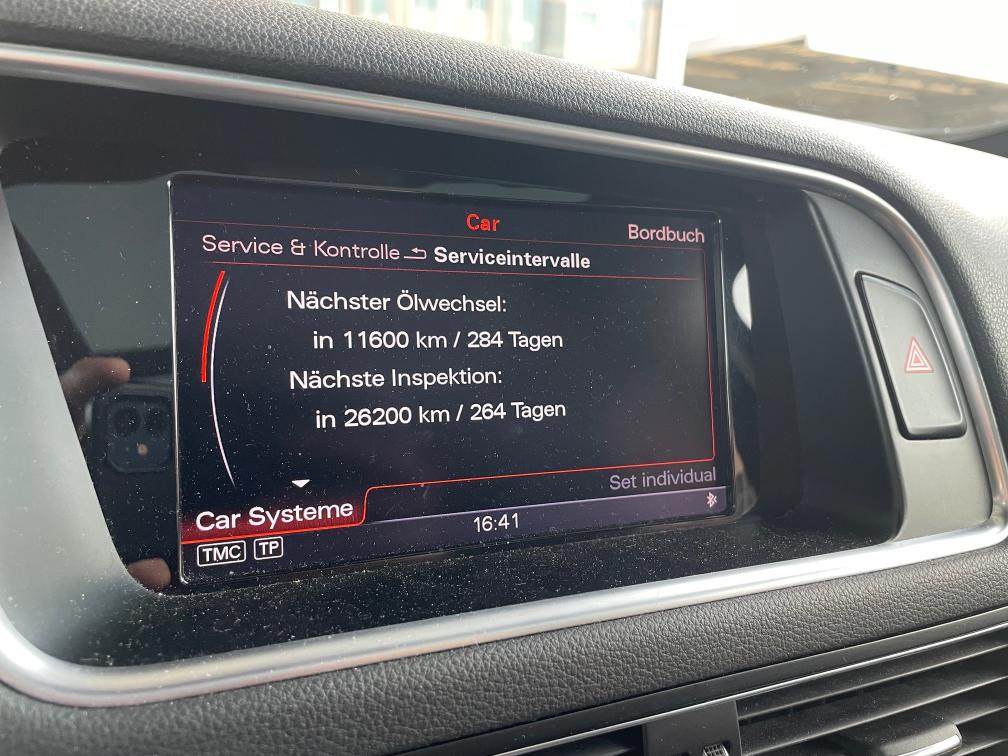 Car
Bordbuch
Service & Kontrolle Serviceintervalle
Nächster Ölwechsel:
in 11600 km / 284 Tagen
Nächste Inspektion:
in 26200 km / 264 Tagen
Set individual
Car Systeme
16:41
TMC TP